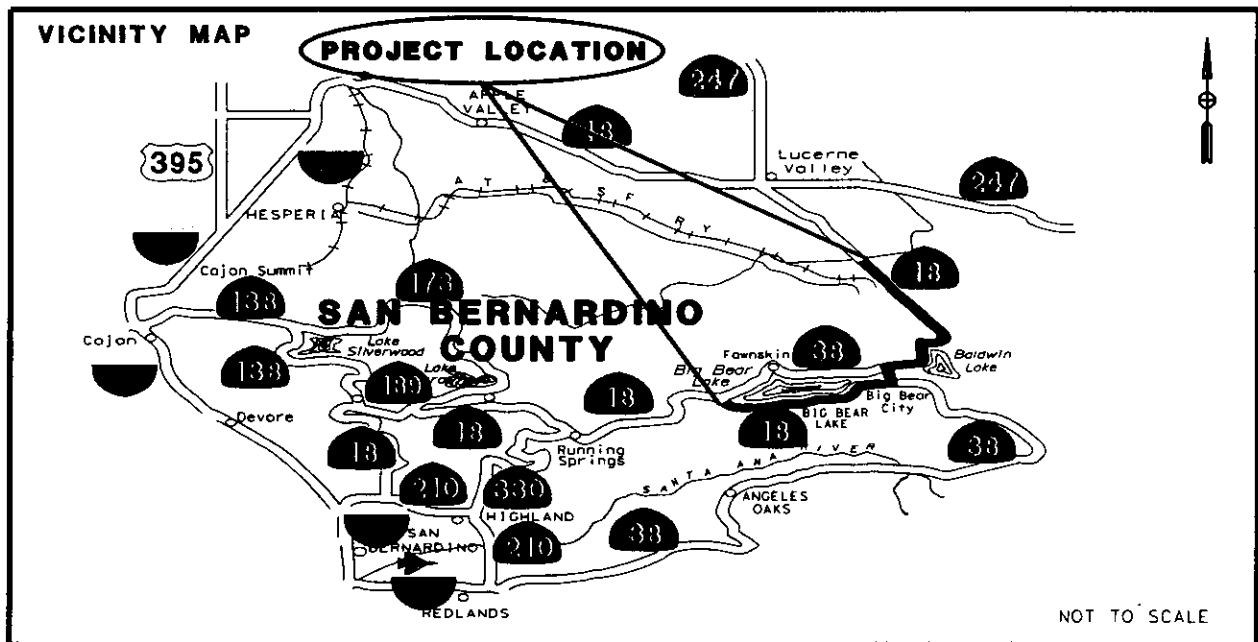 VICINITY MAP
PROJECT LOCATION
247
APPLE
VALLEY
18
395
Lucerne
Valley
247
A T & S F R Y
HESPERIA
Cajon Summit
18
173
138
SAN BERNARDINO
COUNTY
Lake
Silverwood
Cajon
138
189
Lake
Fawnskin
38
Big Bear
Lake
Baldwin
Lake
18
Big Bear
City
BIG BEAR
LAKE
Devore
18
18
Running
Springs
18
38
SANTA ANA RIVER
210
330
ANGELES
OAKS
HIGHLAND
SAN
BERNARDINO
210
38
REDLANDS
NOT TO SCALE